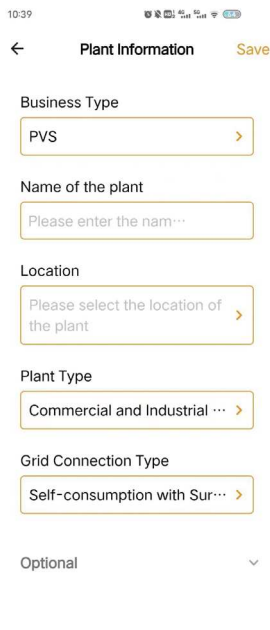 10:39
Plant Information
Save
Business Type
PVS
Name of the plant
Please enter the nam···
Location
Please select the location of
the plant
Plant Type
Commercial and Industrial ···
Grid Connection Type
Self-consumption with Sur···
Optional